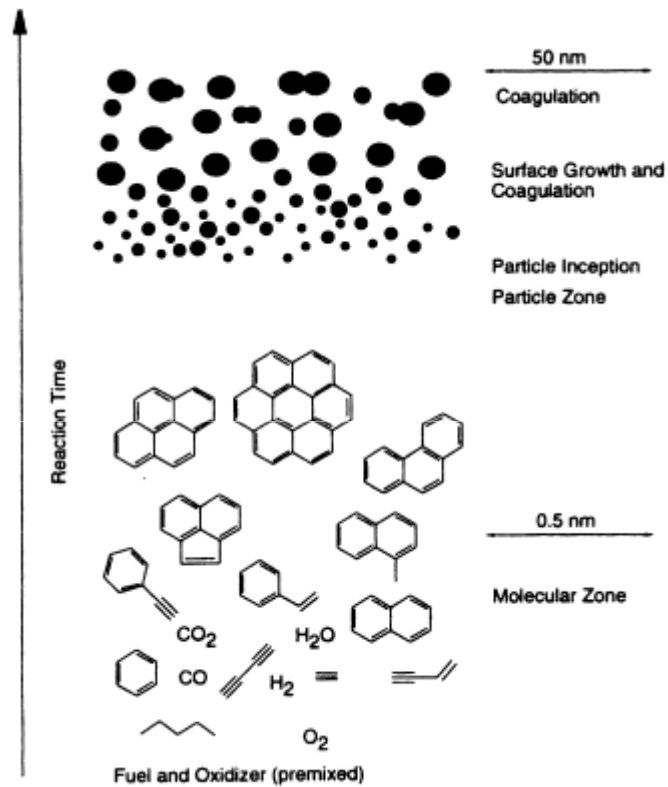 50 nm
Coagulation
Surface Growth and
Coagulation
Particle Inception
Particle Zone
Reaction Time
0.5 nm
Molecular Zone
CO2
H2O
CO
H2
O2
Fuel and Oxidizer (premixed)